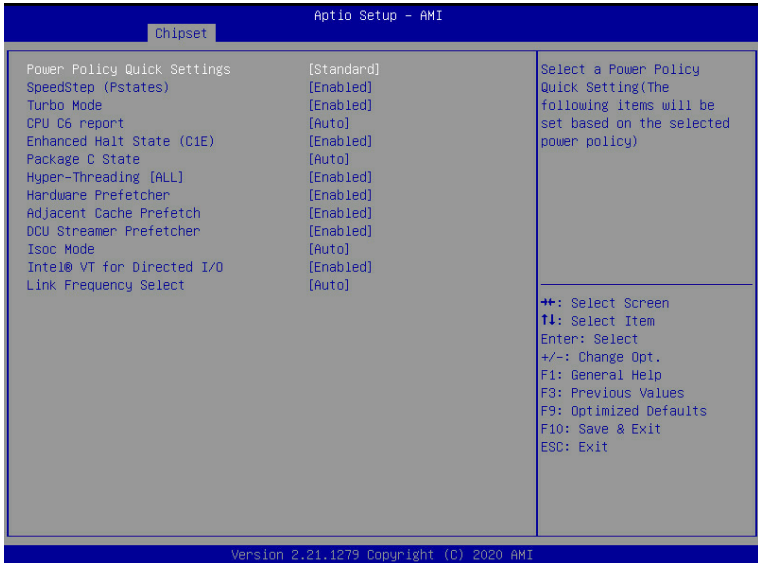 Aptio Setup – AMI
Chipset
Power Policy Quick Settings [Standard]
SpeedStep (Pstates) [Enabled]
Turbo Mode [Enabled]
CPU C6 report [Auto]
Enhanced Halt State (C1E) [Enabled]
Package C State [Auto]
Hyper-Threading [ALL] [Enabled]
Hardware Prefetcher [Enabled]
Adjacent Cache Prefetch [Enabled]
DCU Streamer Prefetcher [Enabled]
Isoc Mode [Auto]
Intel® VT for Directed I/O [Enabled]
Link Frequency Select [Auto]
Select a Power Policy
Quick Setting(The
following items will be
set based on the selected
power policy)
→←: Select Screen
↑↓: Select Item
Enter: Select
+/-: Change Opt.
F1: General Help
F3: Previous Values
F9: Optimized Defaults
F10: Save & Exit
ESC: Exit
Version 2.21.1279 Copyright (C) 2020 AMI